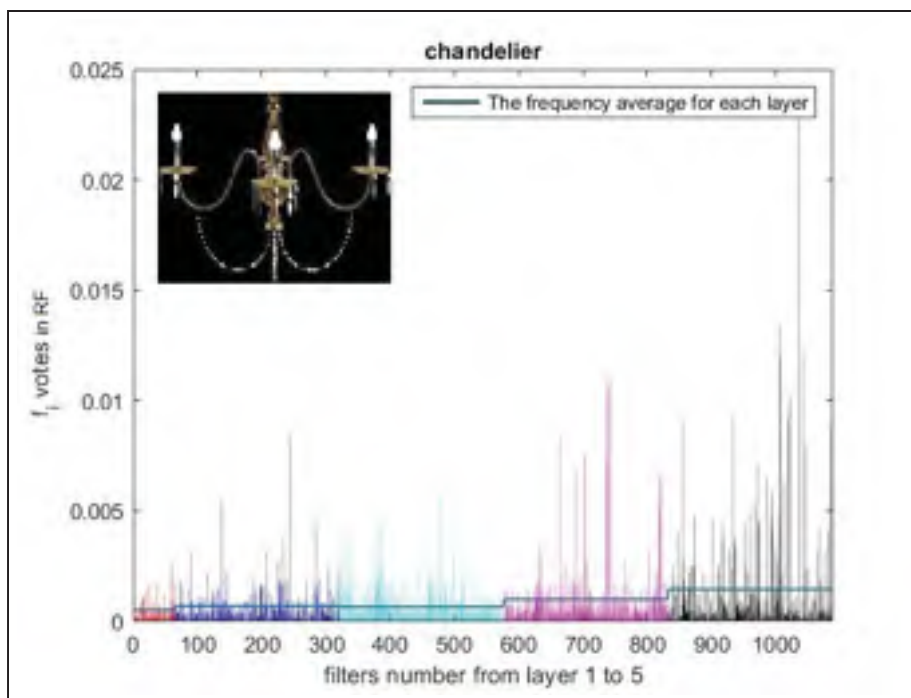 chandelier
0.025
The frequency average for each layer
0.02
0.015
0.01
0.005
0
f_i votes in RF
0 100 200 300 400 500 600 700 800 900 1000
filters number from layer 1 to 5